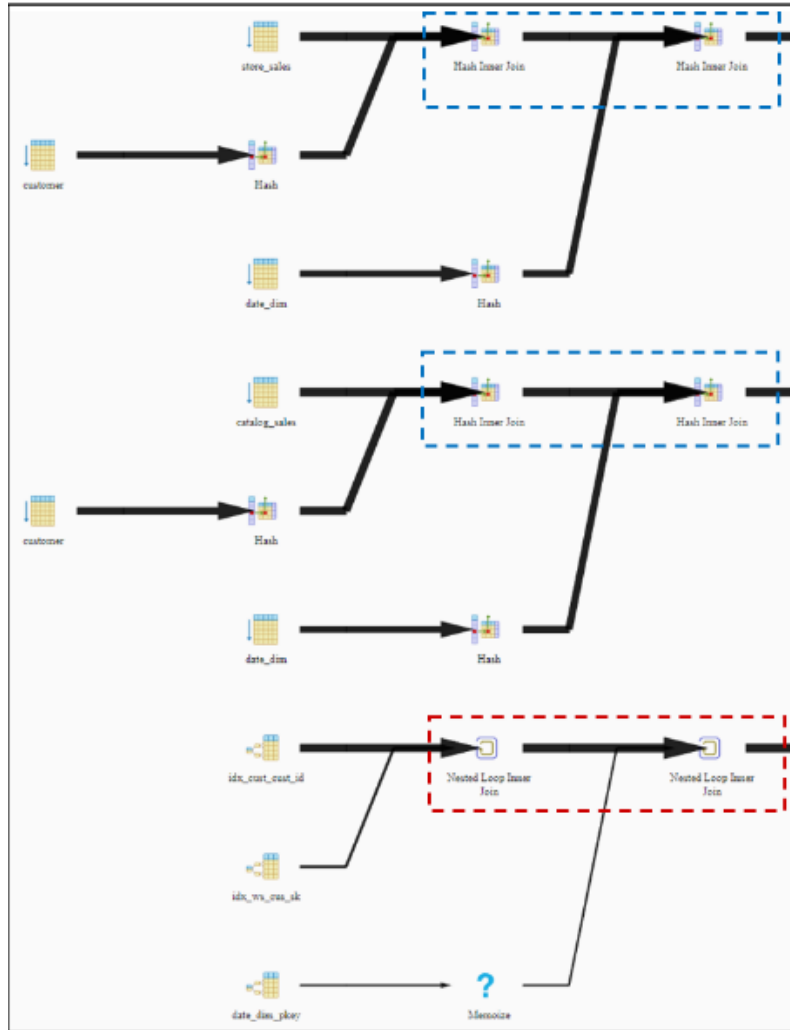 store_sales
Hash Inner Join
Hash Inner Join
customer
Hash
date_dim
Hash
catalog_sales
Hash Inner Join
Hash Inner Join
customer
Hash
date_dim
Hash
idx_cust_cust_id
Nested Loop Inner
Join
Nested Loop Inner
Join
idx_ws_cus_sk
date_dim_pkey
?
Memoize